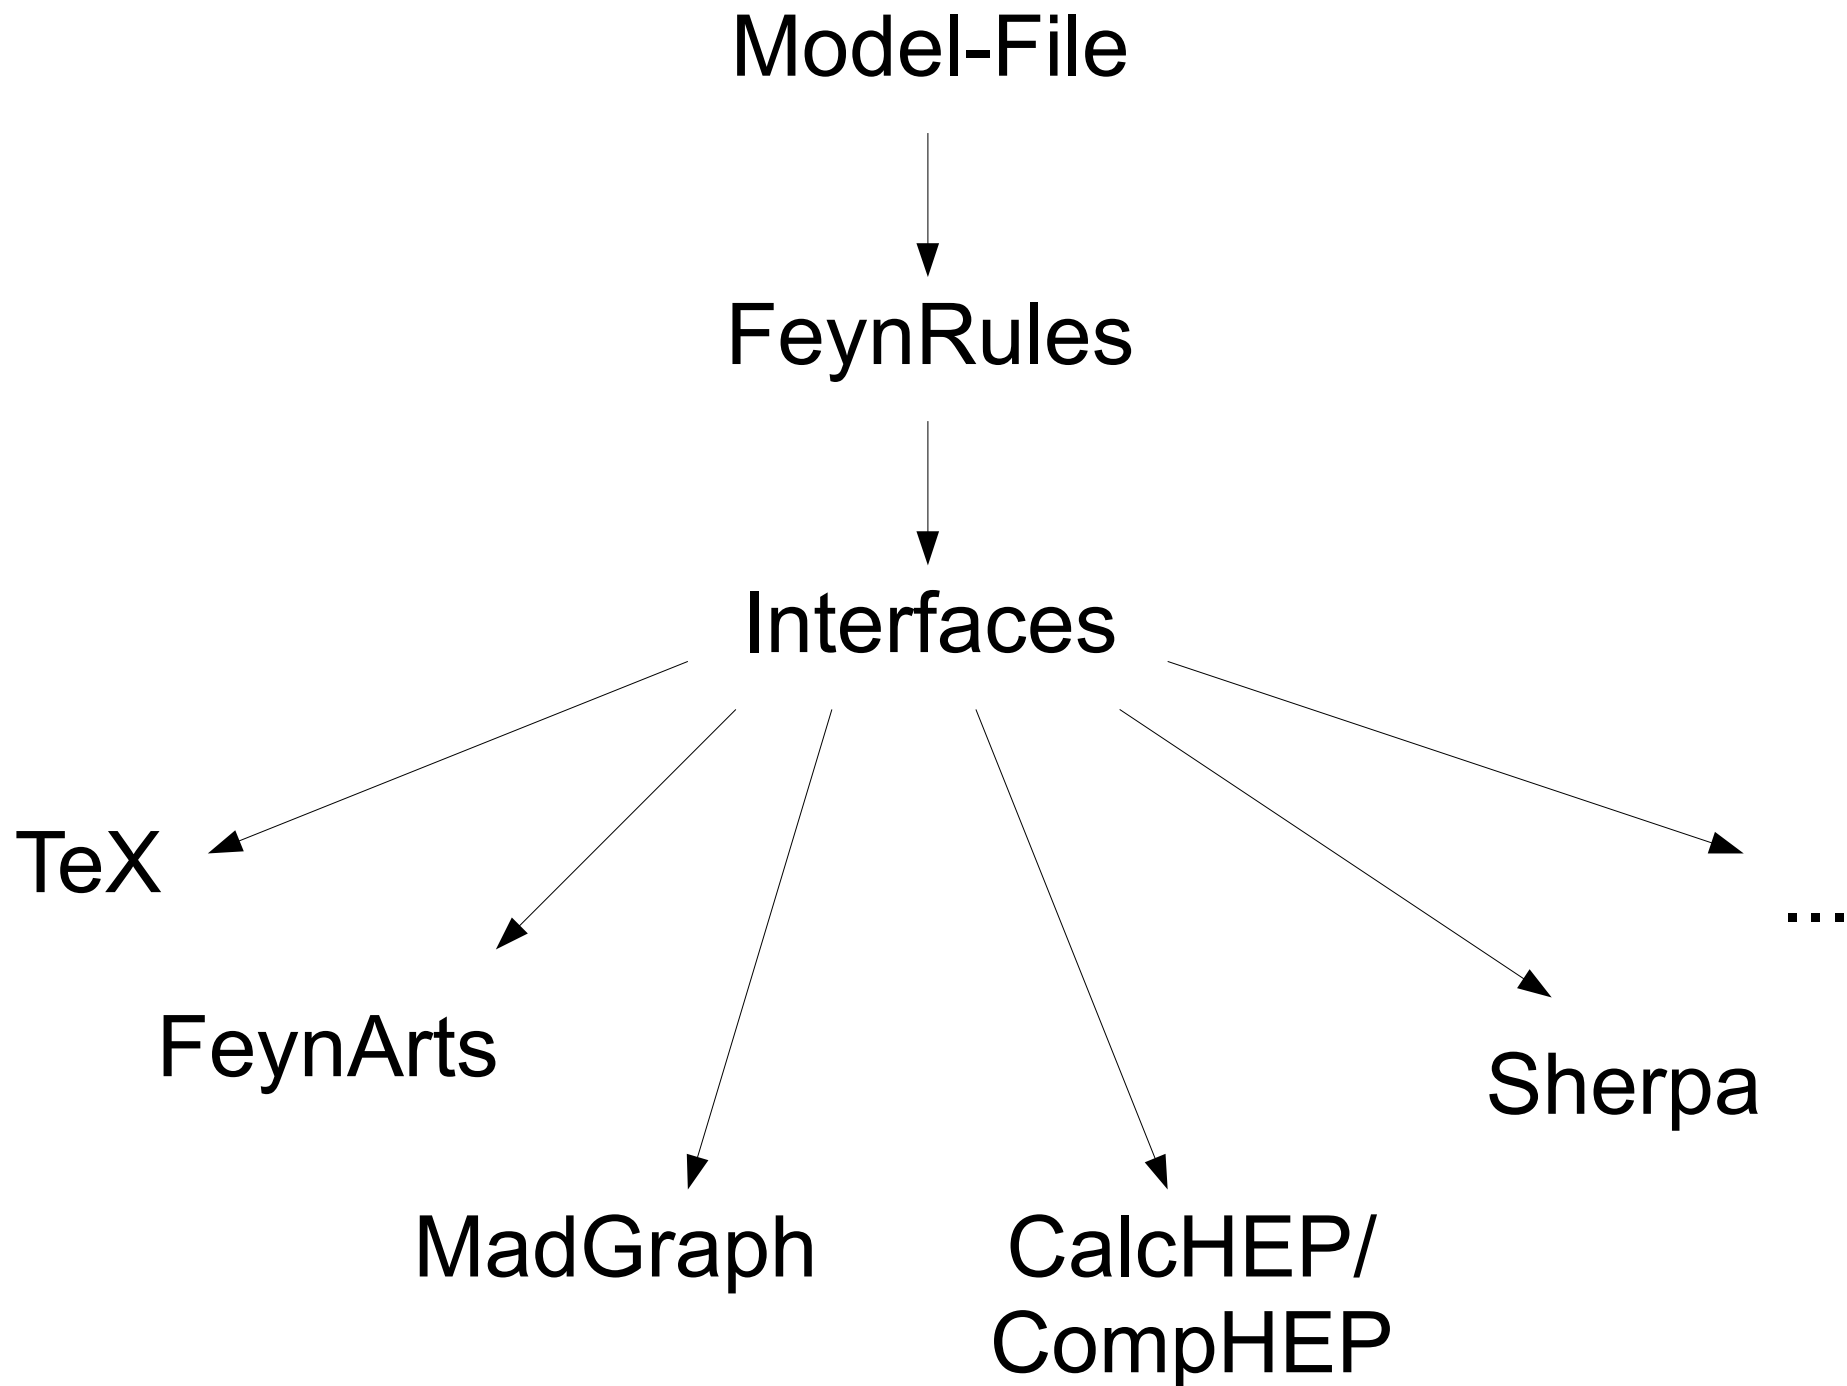 Model-File
FeynRules
Interfaces
TeX
...
FeynArts
Sherpa
MadGraph
CalcHEP/
CompHEP